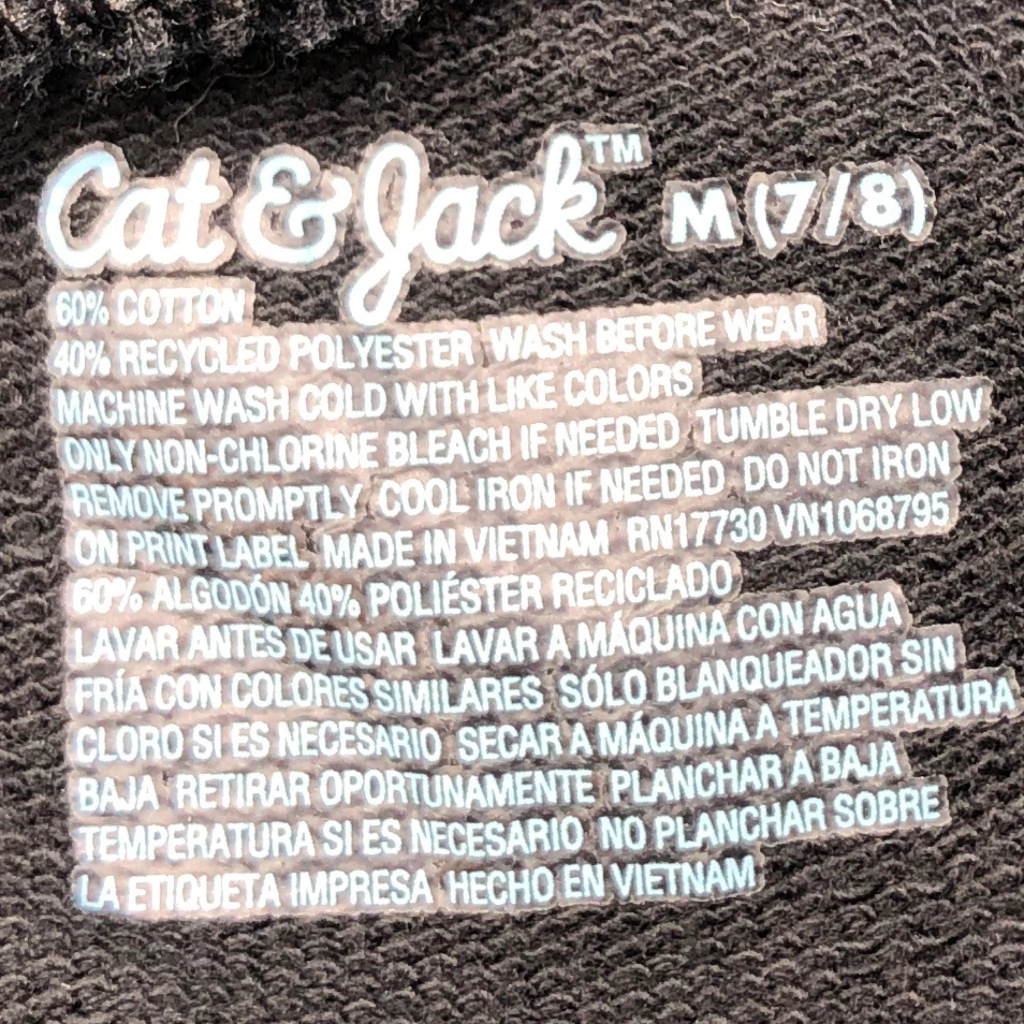 Cat & Jack™ M (7/8)
60% COTTON
40% RECYCLED POLYESTER WASH BEFORE WEAR
MACHINE WASH COLD WITH LIKE COLORS
ONLY NON-CHLORINE BLEACH IF NEEDED TUMBLE DRY LOW
REMOVE PROMPTLY COOL IRON IF NEEDED DO NOT IRON
ON PRINT LABEL MADE IN VIETNAM RN17730 VN1068795
60% ALGODÓN 40% POLIÉSTER RECICLADO
LAVAR ANTES DE USAR LAVAR A MÁQUINA CON AGUA
FRÍA CON COLORES SIMILARES SÓLO BLANQUEADOR SIN
CLORO SI ES NECESARIO SECAR A MÁQUINA A TEMPERATURA
BAJA RETIRAR OPORTUNAMENTE PLANCHAR A BAJA
TEMPERATURA SI ES NECESARIO NO PLANCHAR SOBRE
LA ETIQUETA IMPRESA HECHO EN VIETNAM